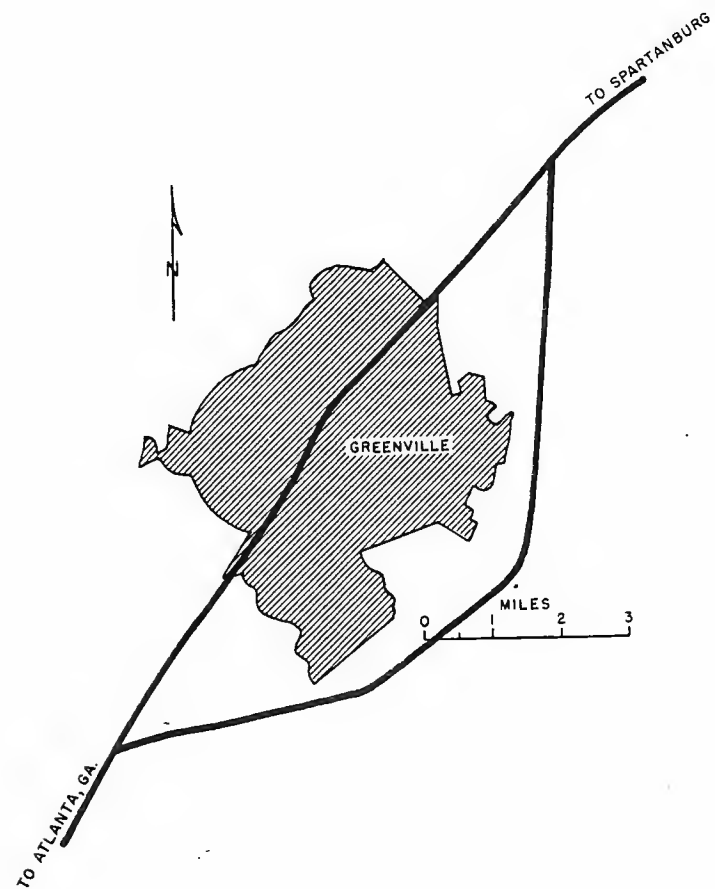 TO SPARTANBURG
N
GREENVILLE
MILES
0 1 2 3
TO ATLANTA, GA.